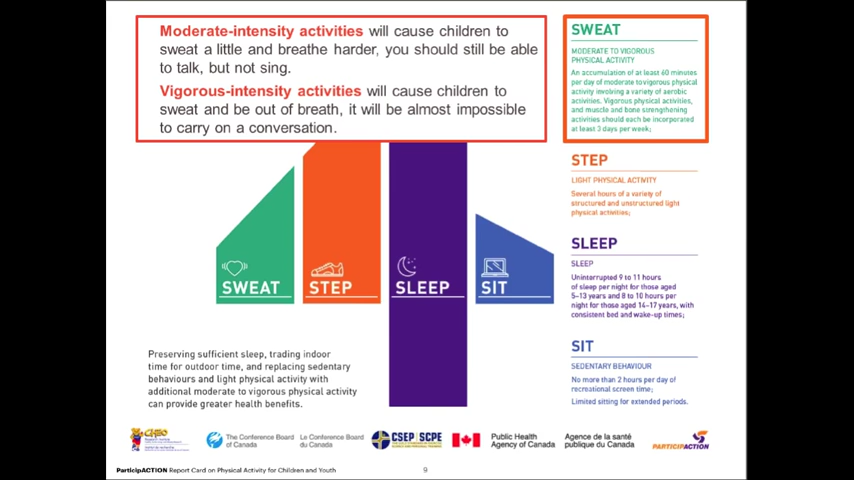 Moderate-intensity activities will cause children to
sweat a little and breathe harder, you should still be able
to talk, but not sing.
Vigorous-intensity activities will cause children to
sweat and be out of breath, it will be almost impossible
to carry on a conversation.
SWEAT
MODERATE TO VIGOROUS
PHYSICAL ACTIVITY
An accumulation of at least 60 minutes
per day of moderate to vigorous physical
activity involving a variety of aerobic
activities. Vigorous physical activities,
and muscle and bone strengthening
activities should each be incorporated
at least 3 days per week;
STEP
LIGHT PHYSICAL ACTIVITY
Several hours of a variety of
structured and unstructured light
physical activities;
SLEEP
SLEEP
Uninterrupted 9 to 11 hours
of sleep per night for those aged
5–13 years and 8 to 10 hours per
night for those aged 14–17 years, with
consistent bed and wake-up times;
SIT
SEDENTARY BEHAVIOUR
No more than 2 hours per day of
recreational screen time;
Limited sitting for extended periods.
SWEAT
STEP
SLEEP
SIT
Preserving sufficient sleep, trading indoor
time for outdoor time, and replacing sedentary
behaviours and light physical activity with
additional moderate to vigorous physical activity
can provide greater health benefits.
CHEO
The Conference Board
of Canada
Le Conference Board
du Canada
CSEP | SCPE
Public Health
Agency of Canada
Agence de la santé
publique du Canada
PARTICIPACTION
ParticipACTION Report Card on Physical Activity for Children and Youth
9